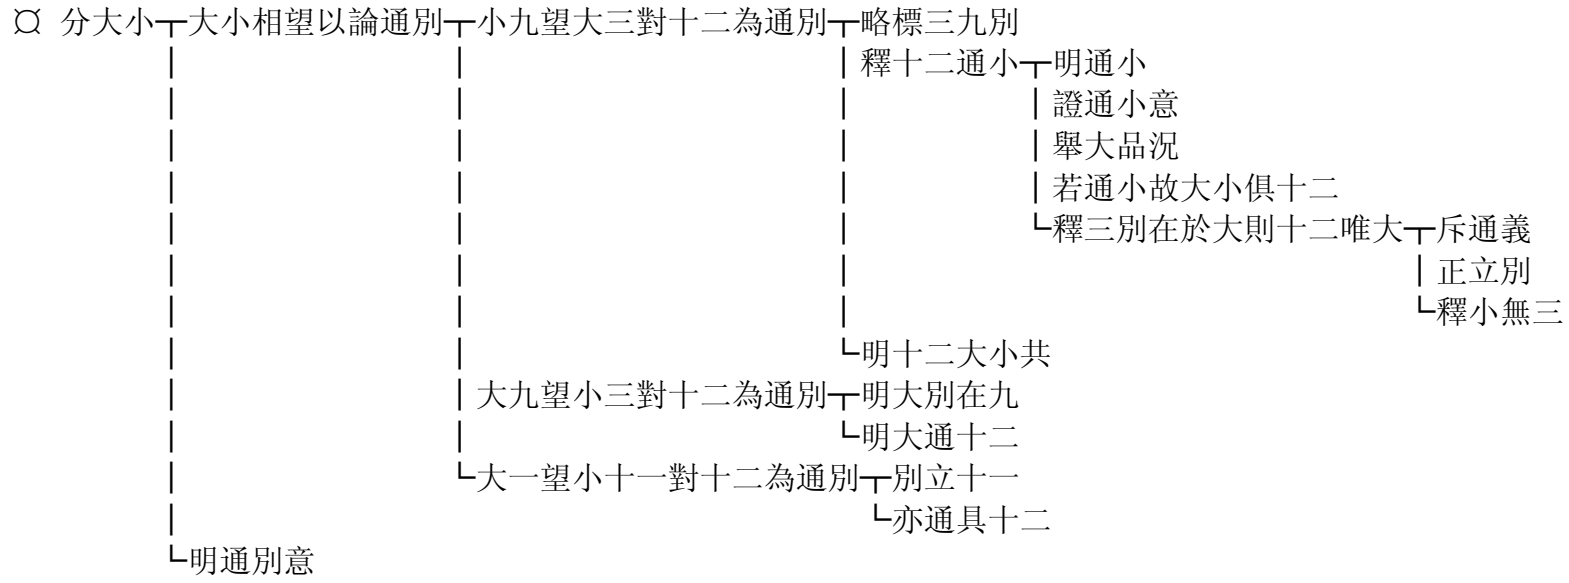 ¤ 分大小┬大小相望以論通別┬小九望大三對十二為通別┬略標三九別
│釋十二通小┬明通小
│證通小意
│舉大品況
│若通小故大小俱十二
└釋三別在於大則十二唯大┬斥通義
│正立別
└釋小無三
└明十二大小共
│大九望小三對十二為通別┬明大別在九
└明大通十二
└大一望小十一對十二為通別┬別立十一
└亦通具十二
└明通別意